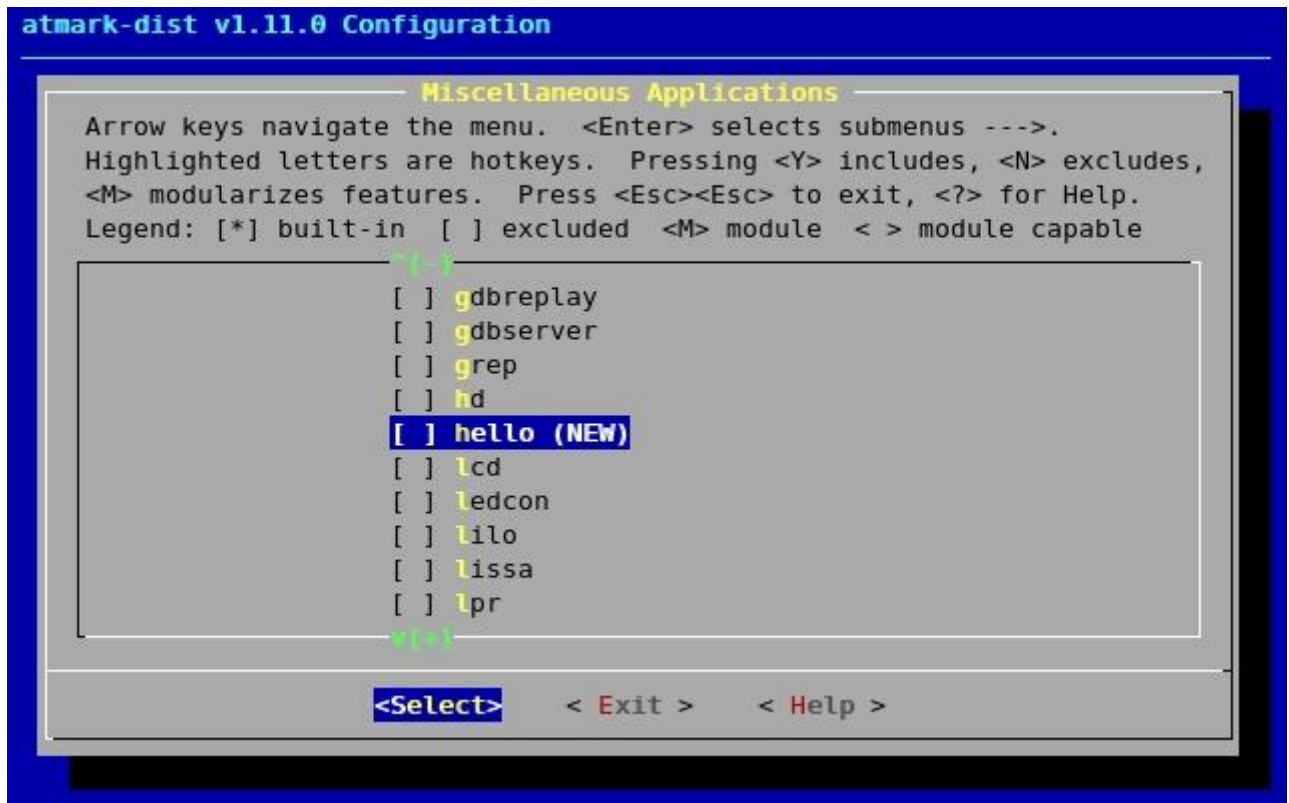 atmark-dist v1.11.0 Configuration
Miscellaneous Applications
Arrow keys navigate the menu.  <Enter> selects submenus --->.
Highlighted letters are hotkeys.  Pressing <Y> includes, <N> excludes,
<M> modularizes features.  Press <Esc><Esc> to exit, <?> for Help.
Legend: [*] built-in  [ ] excluded  <M> module  < > module capable
^(-)
[ ] gdbreplay
[ ] gdbserver
[ ] grep
[ ] hd
[ ] hello (NEW)
[ ] lcd
[ ] ledcon
[ ] lilo
[ ] lissa
[ ] lpr
v(+)
<Select>    < Exit >    < Help >